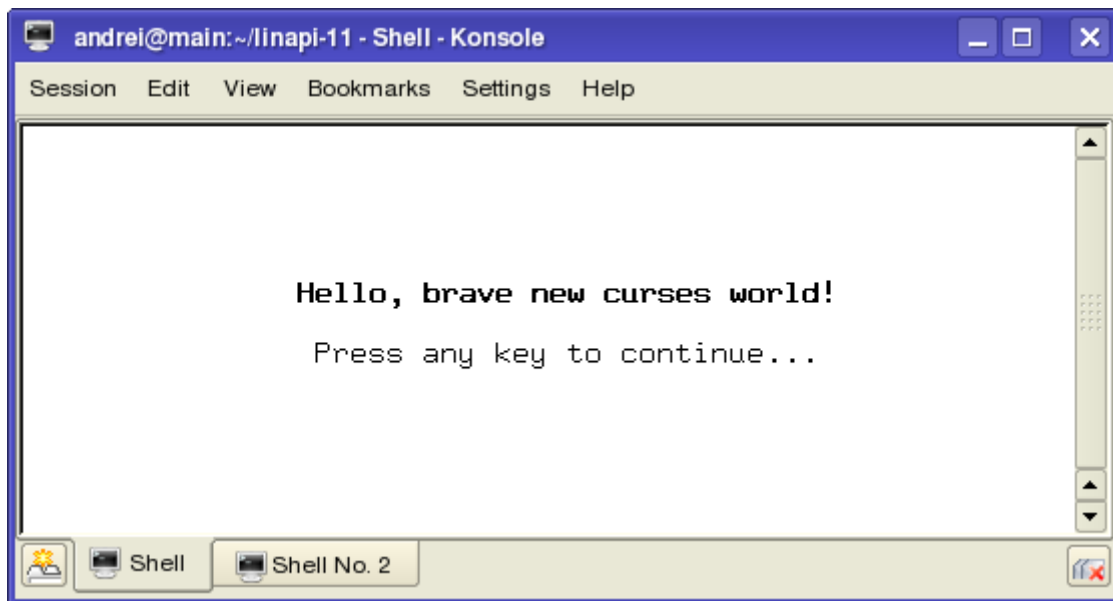 andrei@main:~/linapi-11 - Shell - Konsole
Session Edit View Bookmarks Settings Help
Hello, brave new curses world!
Press any key to continue...
Shell Shell No. 2